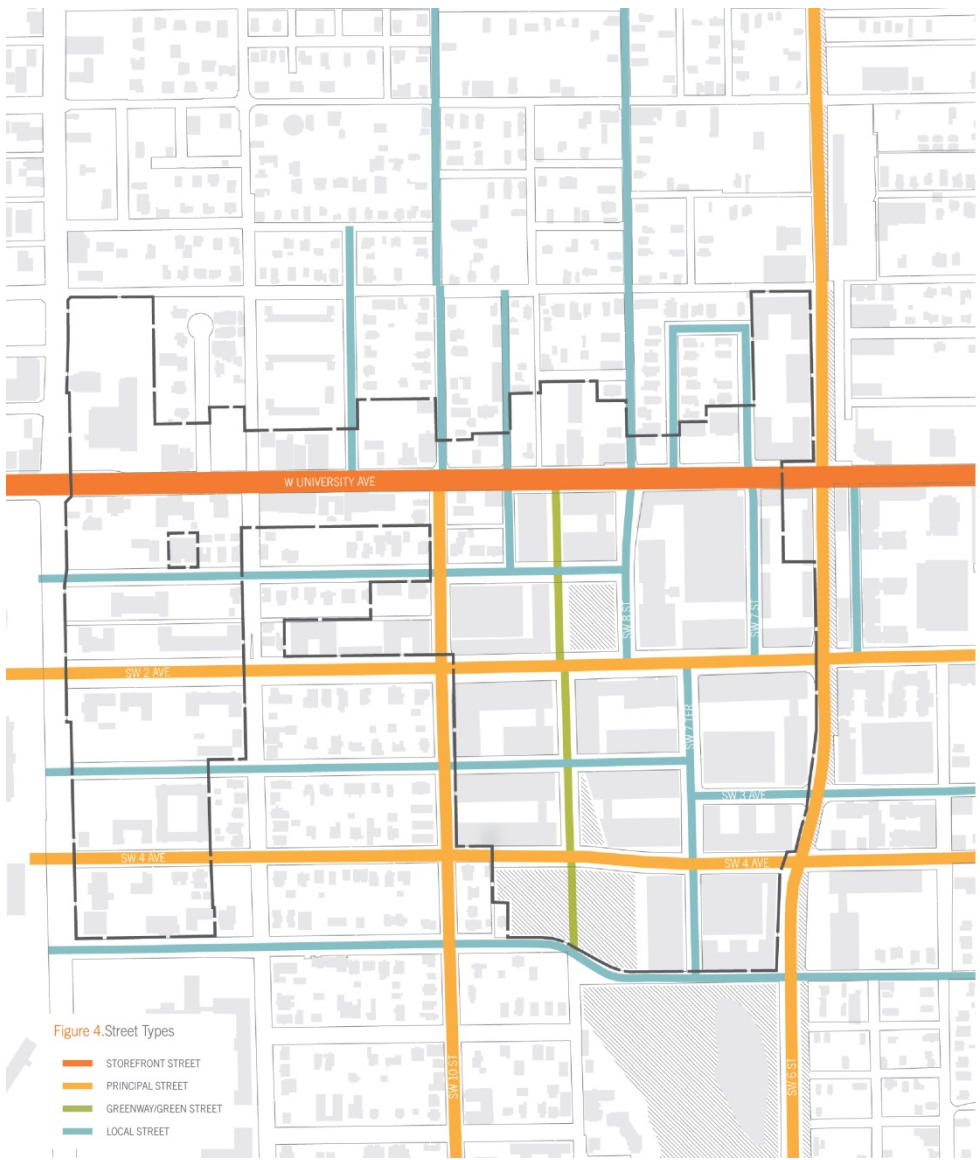 W UNIVERSITY AVE
SW 8 ST
SW 7 ST
SW 2 AVE
SW 7 TER
SW 3 AVE
SW 4 AVE
SW 4 AVE
Figure 4.Street Types
STOREFRONT STREET
PRINCIPAL STREET
GREENWAY/GREEN STREET
LOCAL STREET
SW 10 ST
SW 6 ST